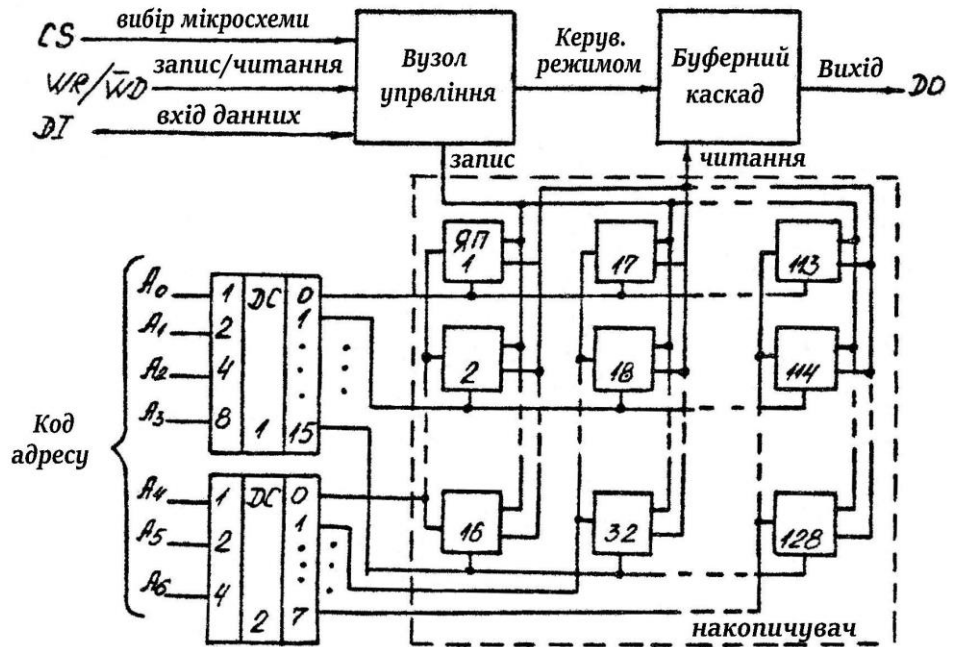 CS
вибір мікросхеми
WR/W̅D
запис/читання
DI
вхід данних
Вузол
упрвління
Керув.
режимом
Буферний
каскад
Вихід
DO
запис
читання
ЯП
1
17
113
2
18
114
16
32
128
Код
адресу
A0
A1
A2
A3
1
2
4
8
DC
1
0
1
15
A4
A5
A6
1
2
4
DC
2
0
1
7
накопичувач